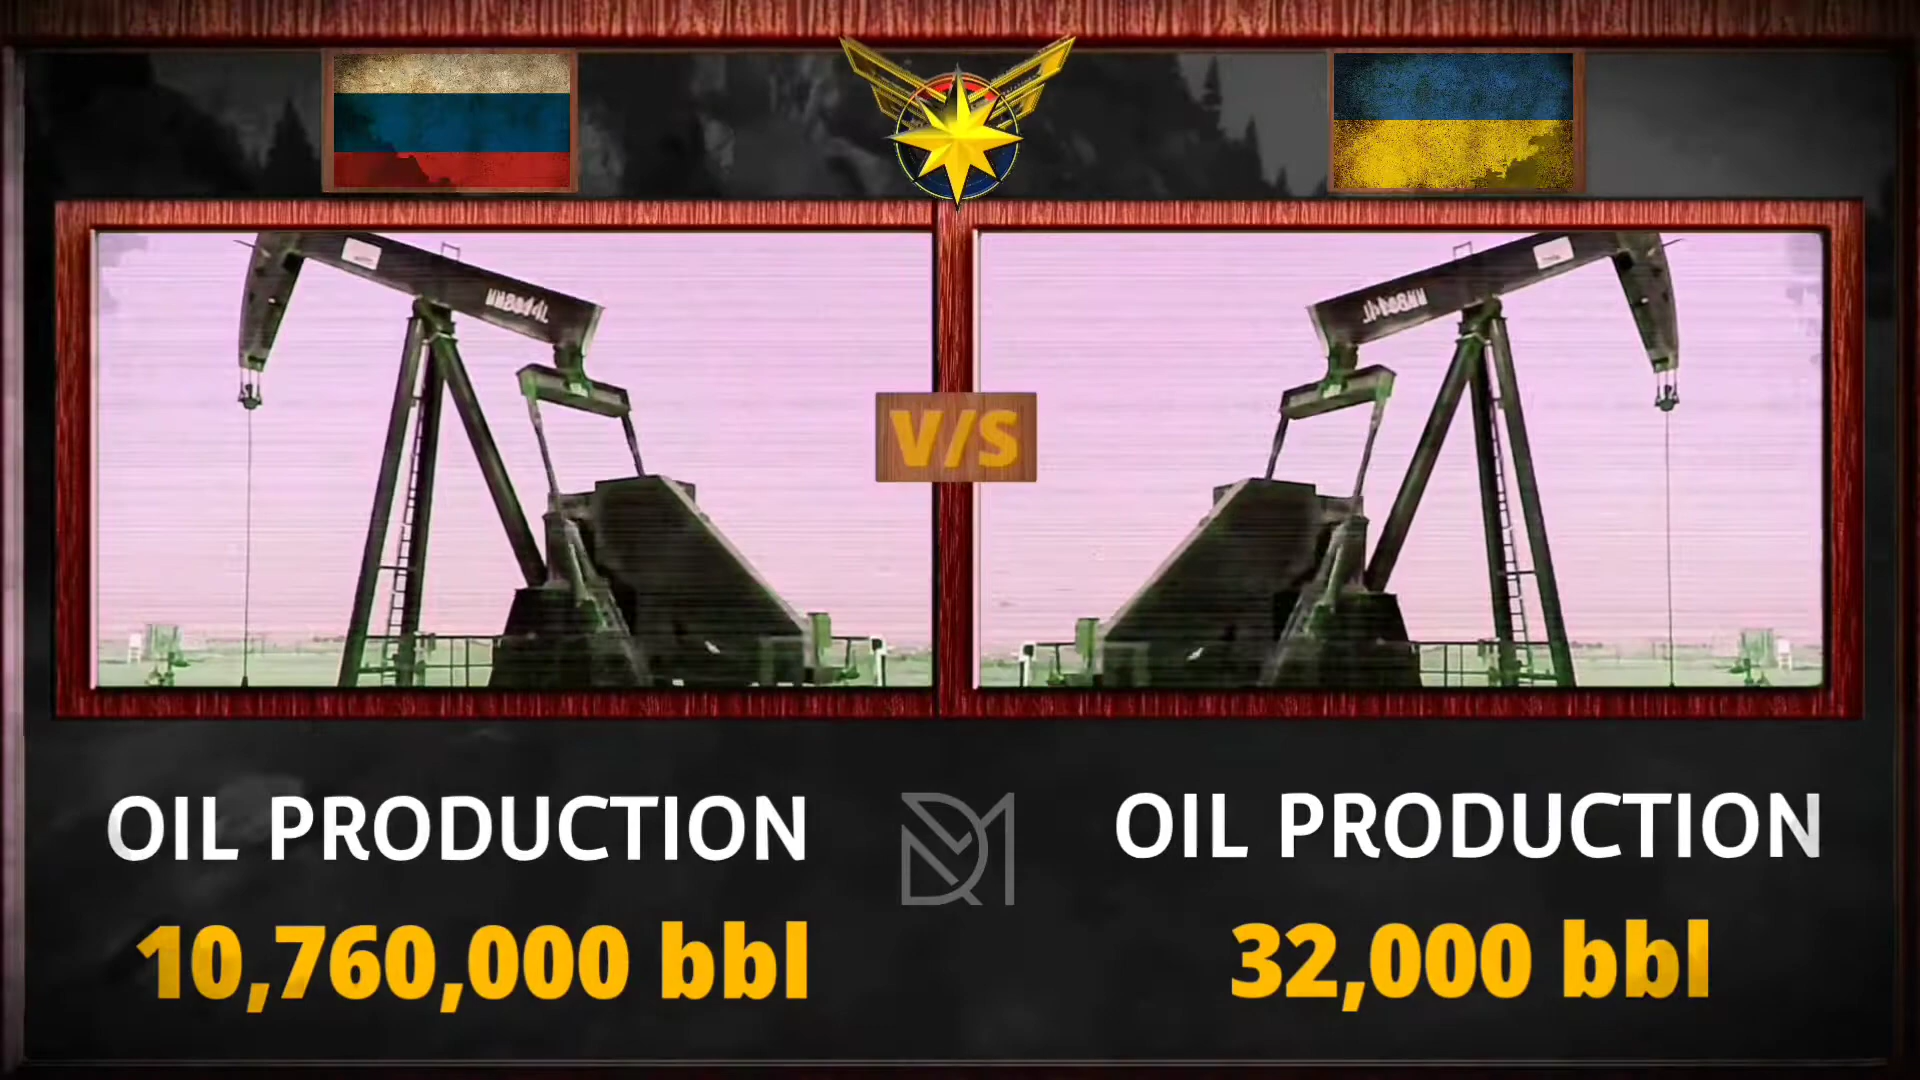 V/S
OIL PRODUCTION
10,760,000 bbl
OIL PRODUCTION
32,000 bbl